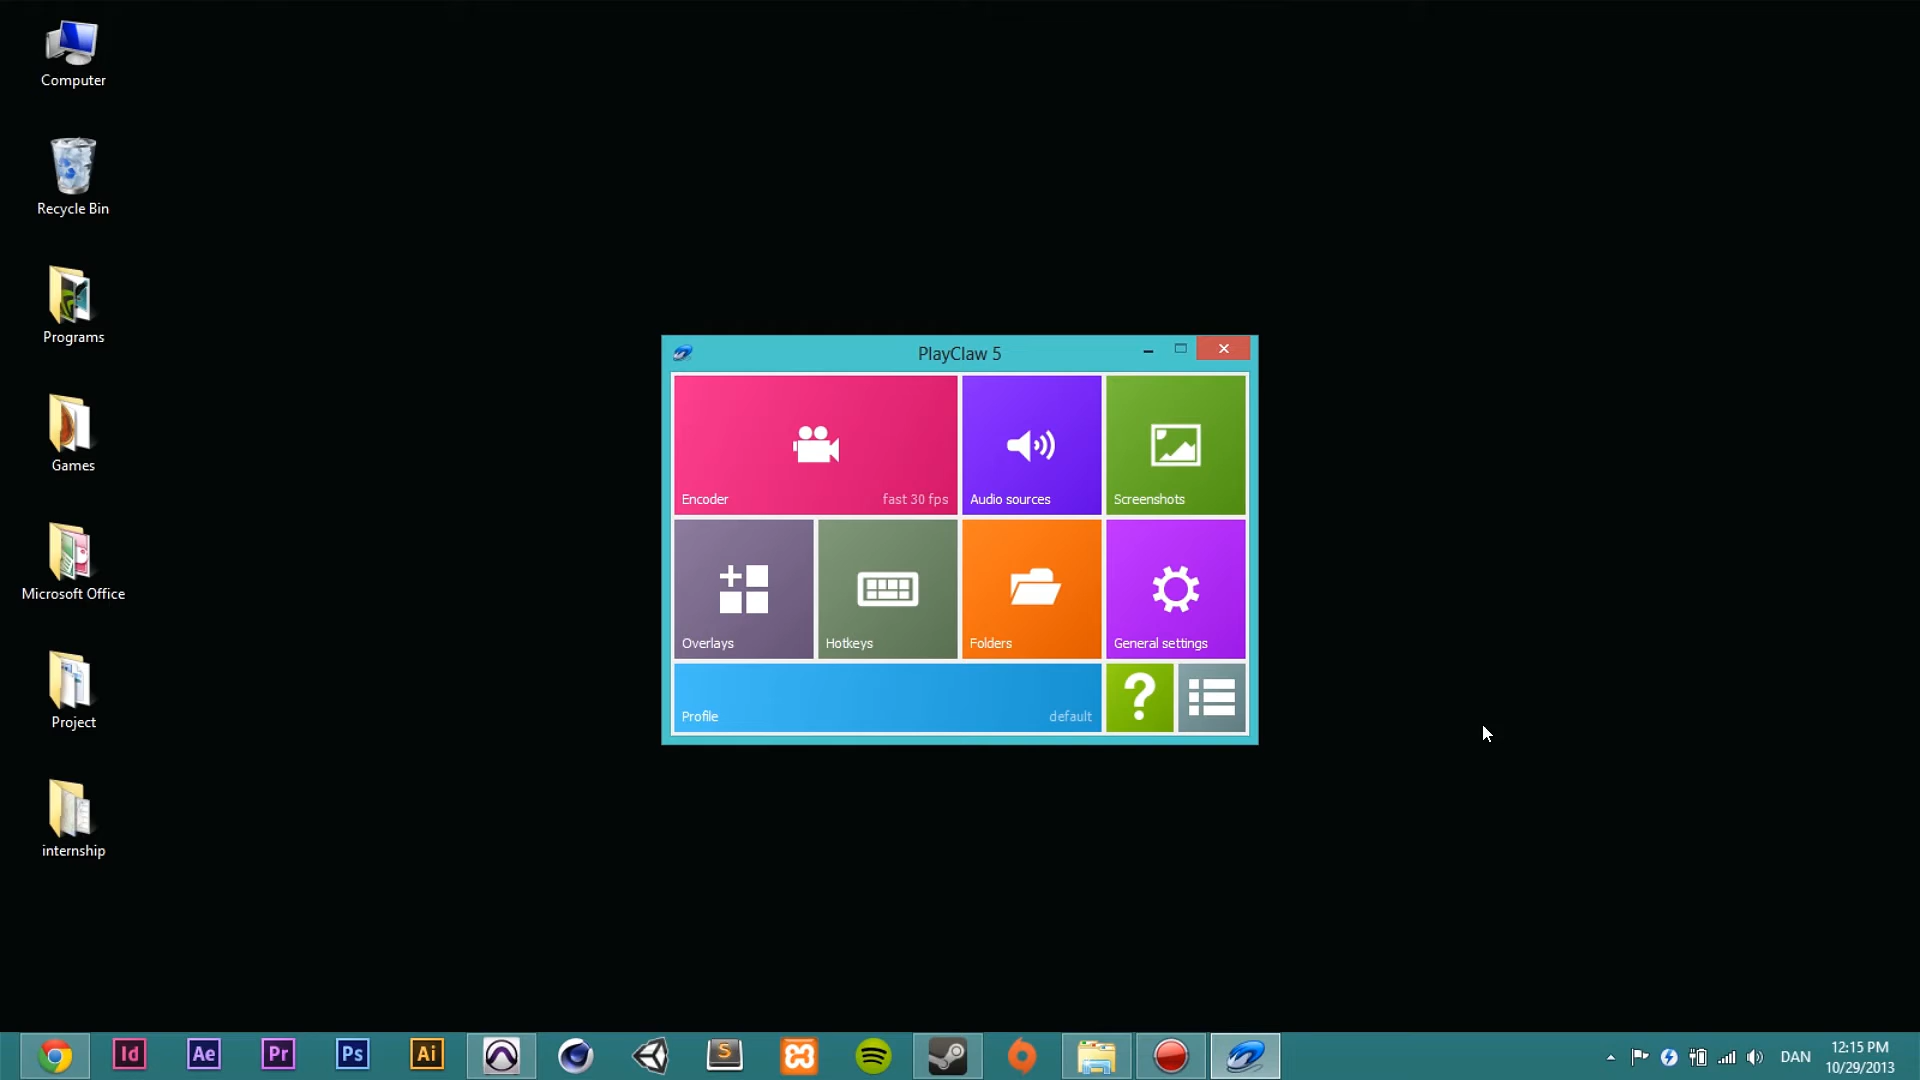 Computer
Recycle Bin
Programs
Games
Microsoft Office
Project
internship
PlayClaw 5
Encoder
fast 30 fps
Audio sources
Screenshots
Overlays
Hotkeys
Folders
General settings
Profile
default
?
Id
Ae
Pr
Ps
Ai
S
DAN
12:15 PM
10/29/2013